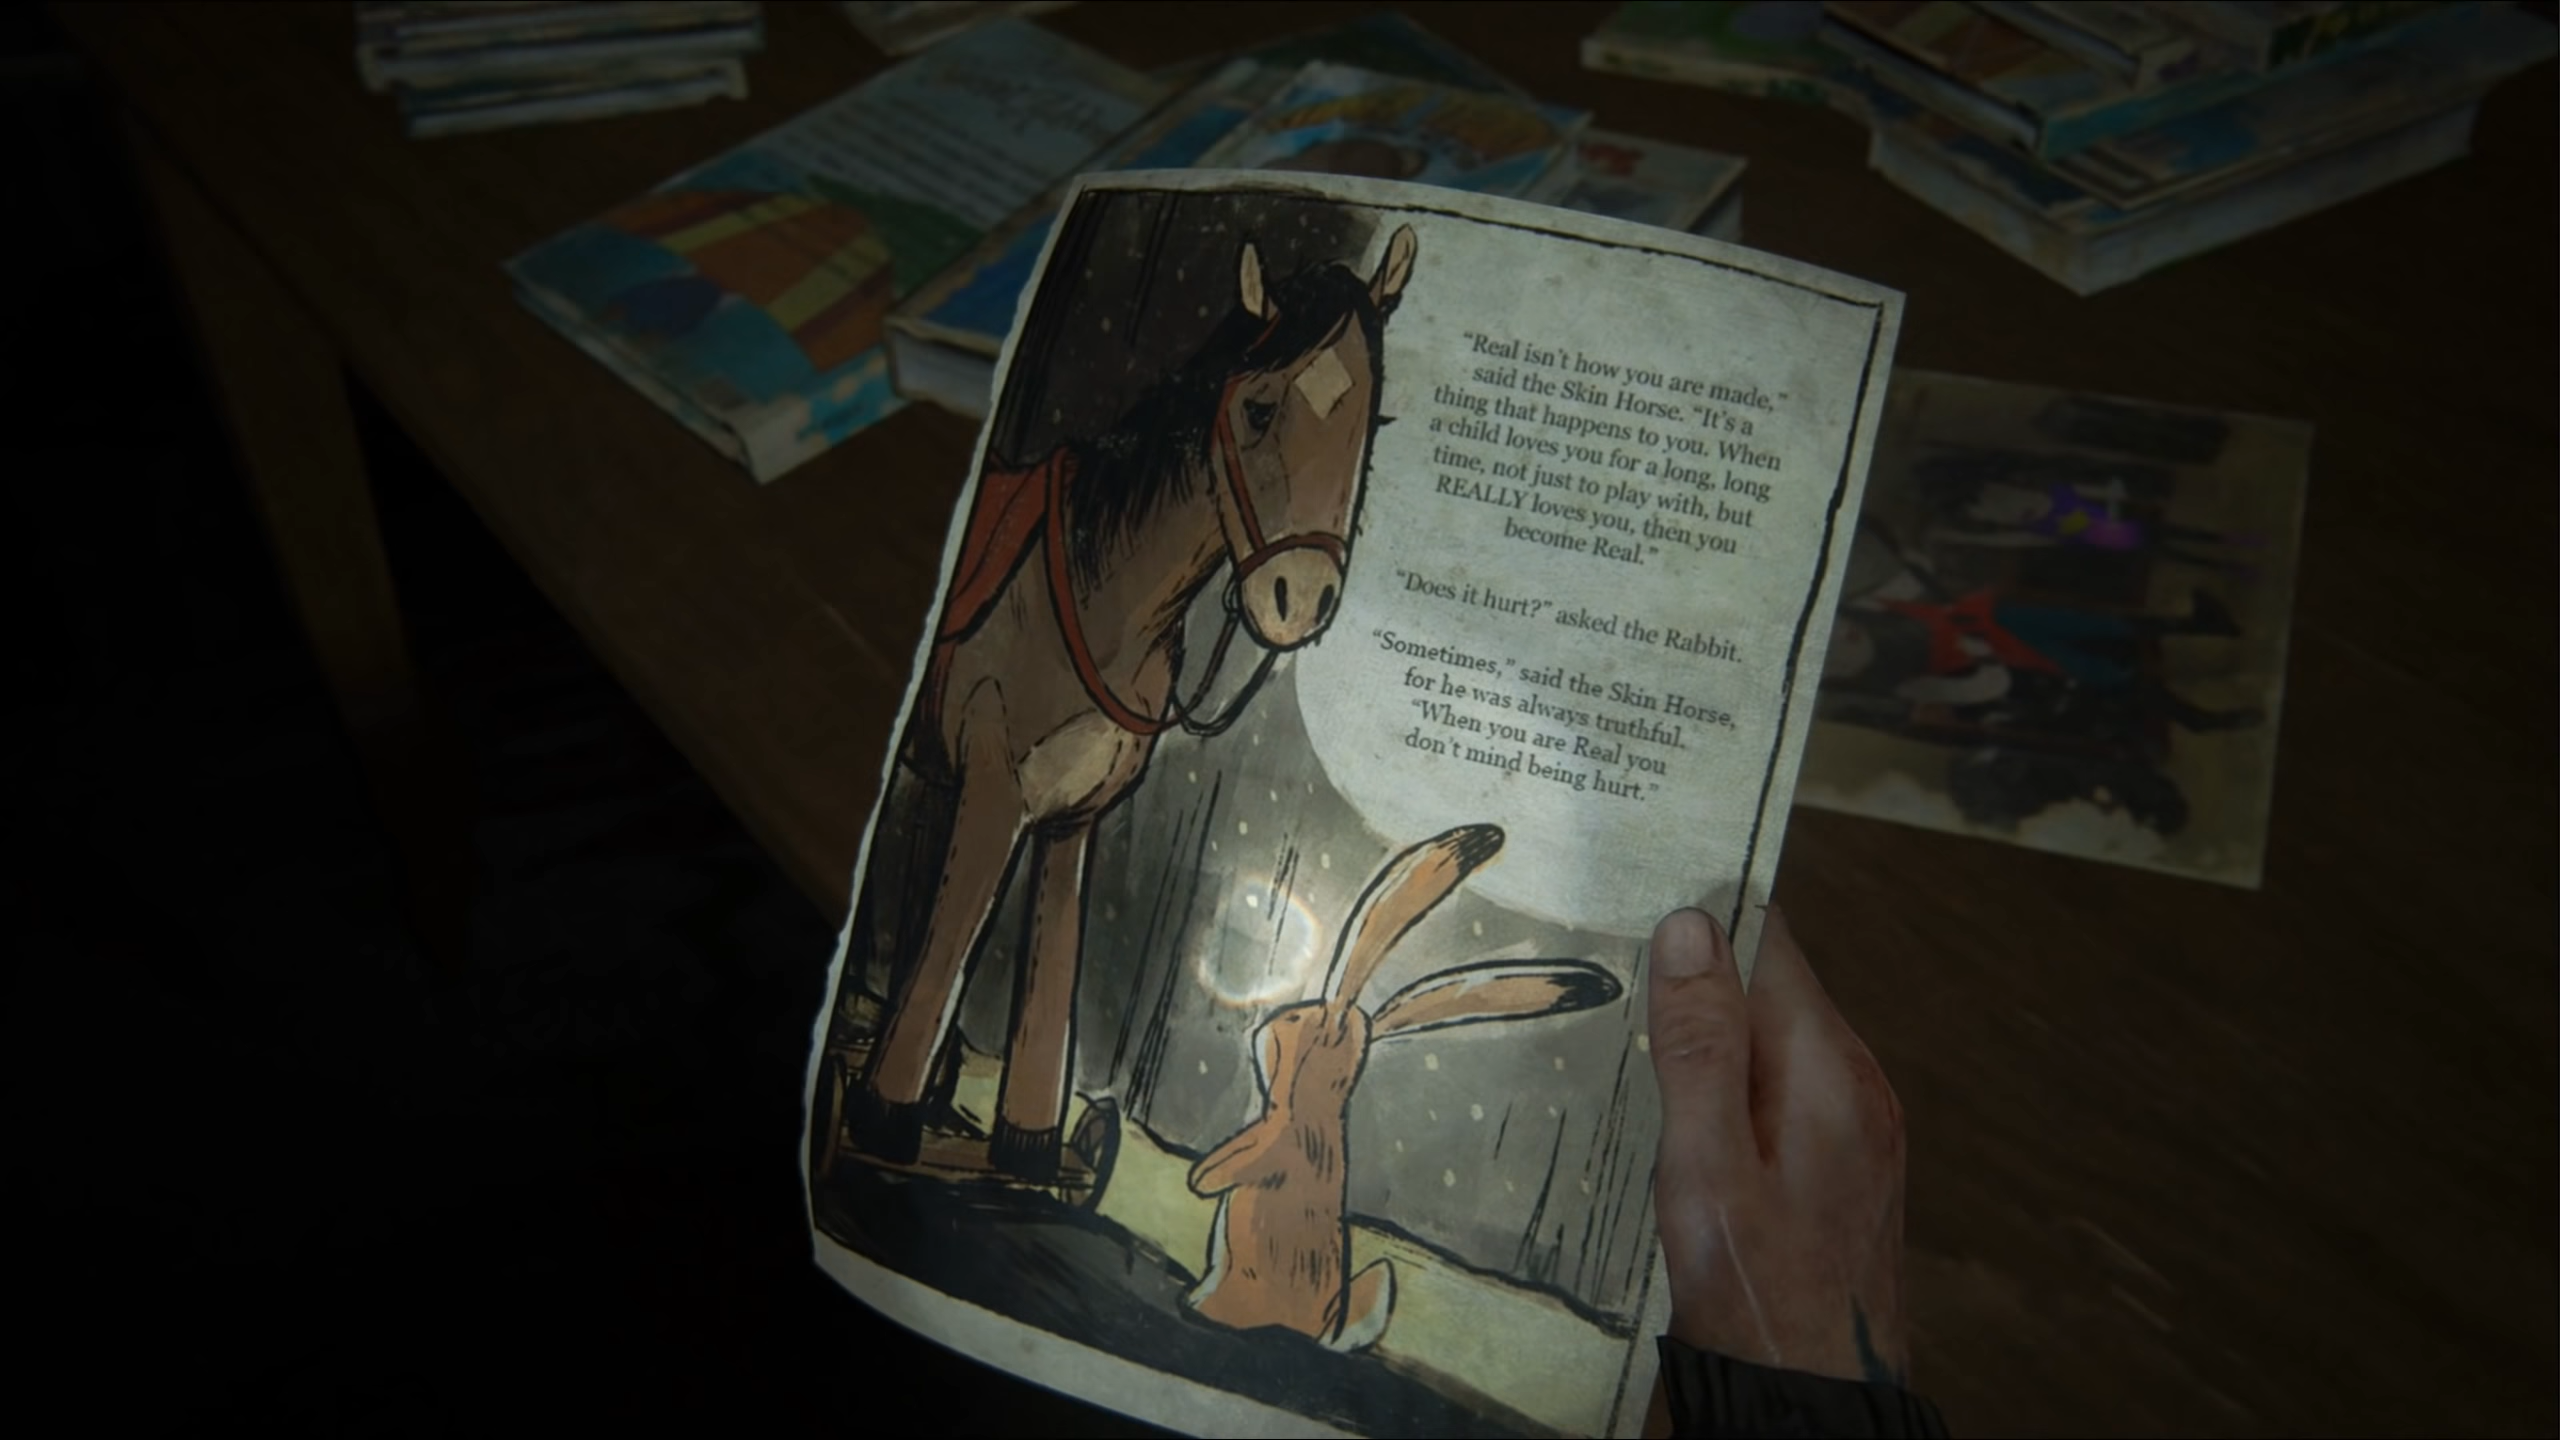 “Real isn’t how you are made,”
said the Skin Horse. “It’s a
thing that happens to you. When
a child loves you for a long, long
time, not just to play with, but
REALLY loves you, then you
become Real.”
“Does it hurt?” asked the Rabbit.
“Sometimes,” said the Skin Horse,
for he was always truthful.
“When you are Real you
don’t mind being hurt.”